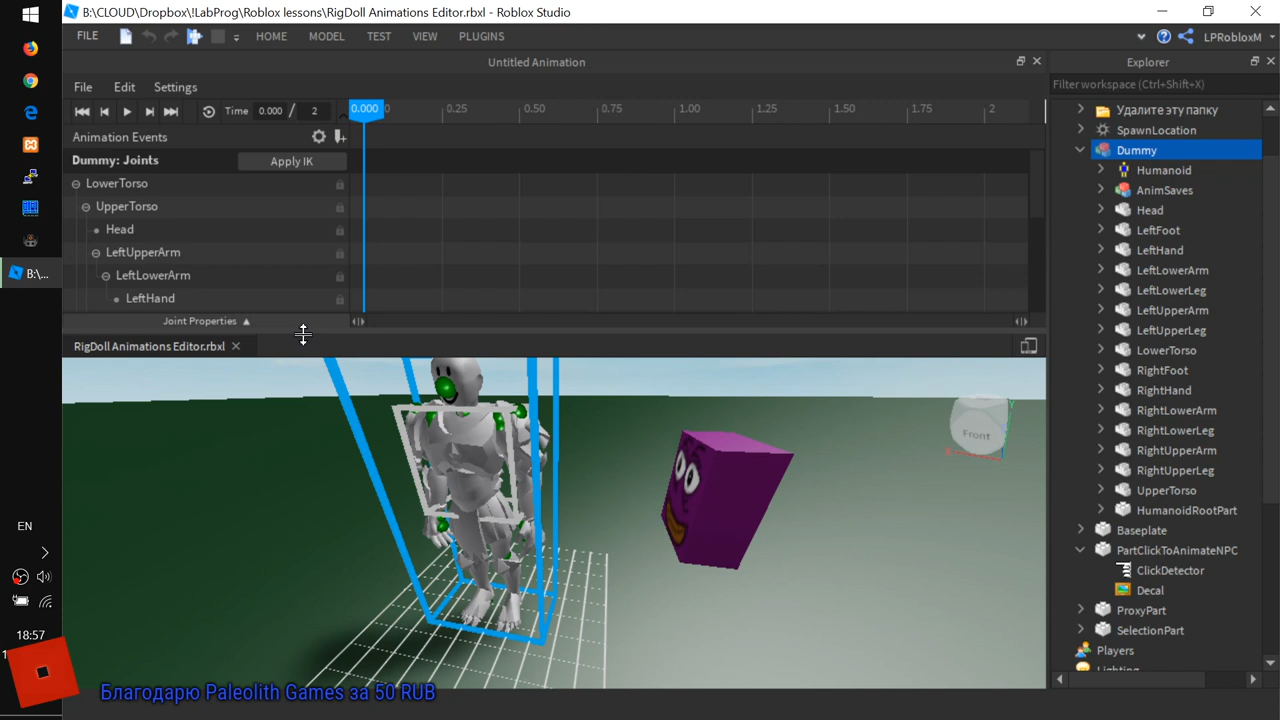 B:\CLOUD\Dropbox\!LabProg\Roblox lessons\RigDoll Animations Editor.rbxl - Roblox Studio
FILE HOME MODEL TEST VIEW PLUGINS LPRobloxM
Untitled Animation
Explorer
File Edit Settings
Filter workspace (Ctrl+Shift+X)
Time 0.000 / 2
0.000 0 0.25 0.50 0.75 1.00 1.25 1.50 1.75 2
Animation Events
Dummy: Joints Apply IK
LowerTorso
UpperTorso
Head
LeftUpperArm
LeftLowerArm
LeftHand
Joint Properties
RigDoll Animations Editor.rbxl
Front
Удалите эту папку
SpawnLocation
Dummy
Humanoid
AnimSaves
Head
LeftFoot
LeftHand
LeftLowerArm
LeftLowerLeg
LeftUpperArm
LeftUpperLeg
LowerTorso
RightFoot
RightHand
RightLowerArm
RightLowerLeg
RightUpperArm
RightUpperLeg
UpperTorso
HumanoidRootPart
Baseplate
PartClickToAnimateNPC
ClickDetector
Decal
ProxyPart
SelectionPart
Players
Lighting
B:\...
EN
18:57
Благодарю Paleolith Games за 50 RUB